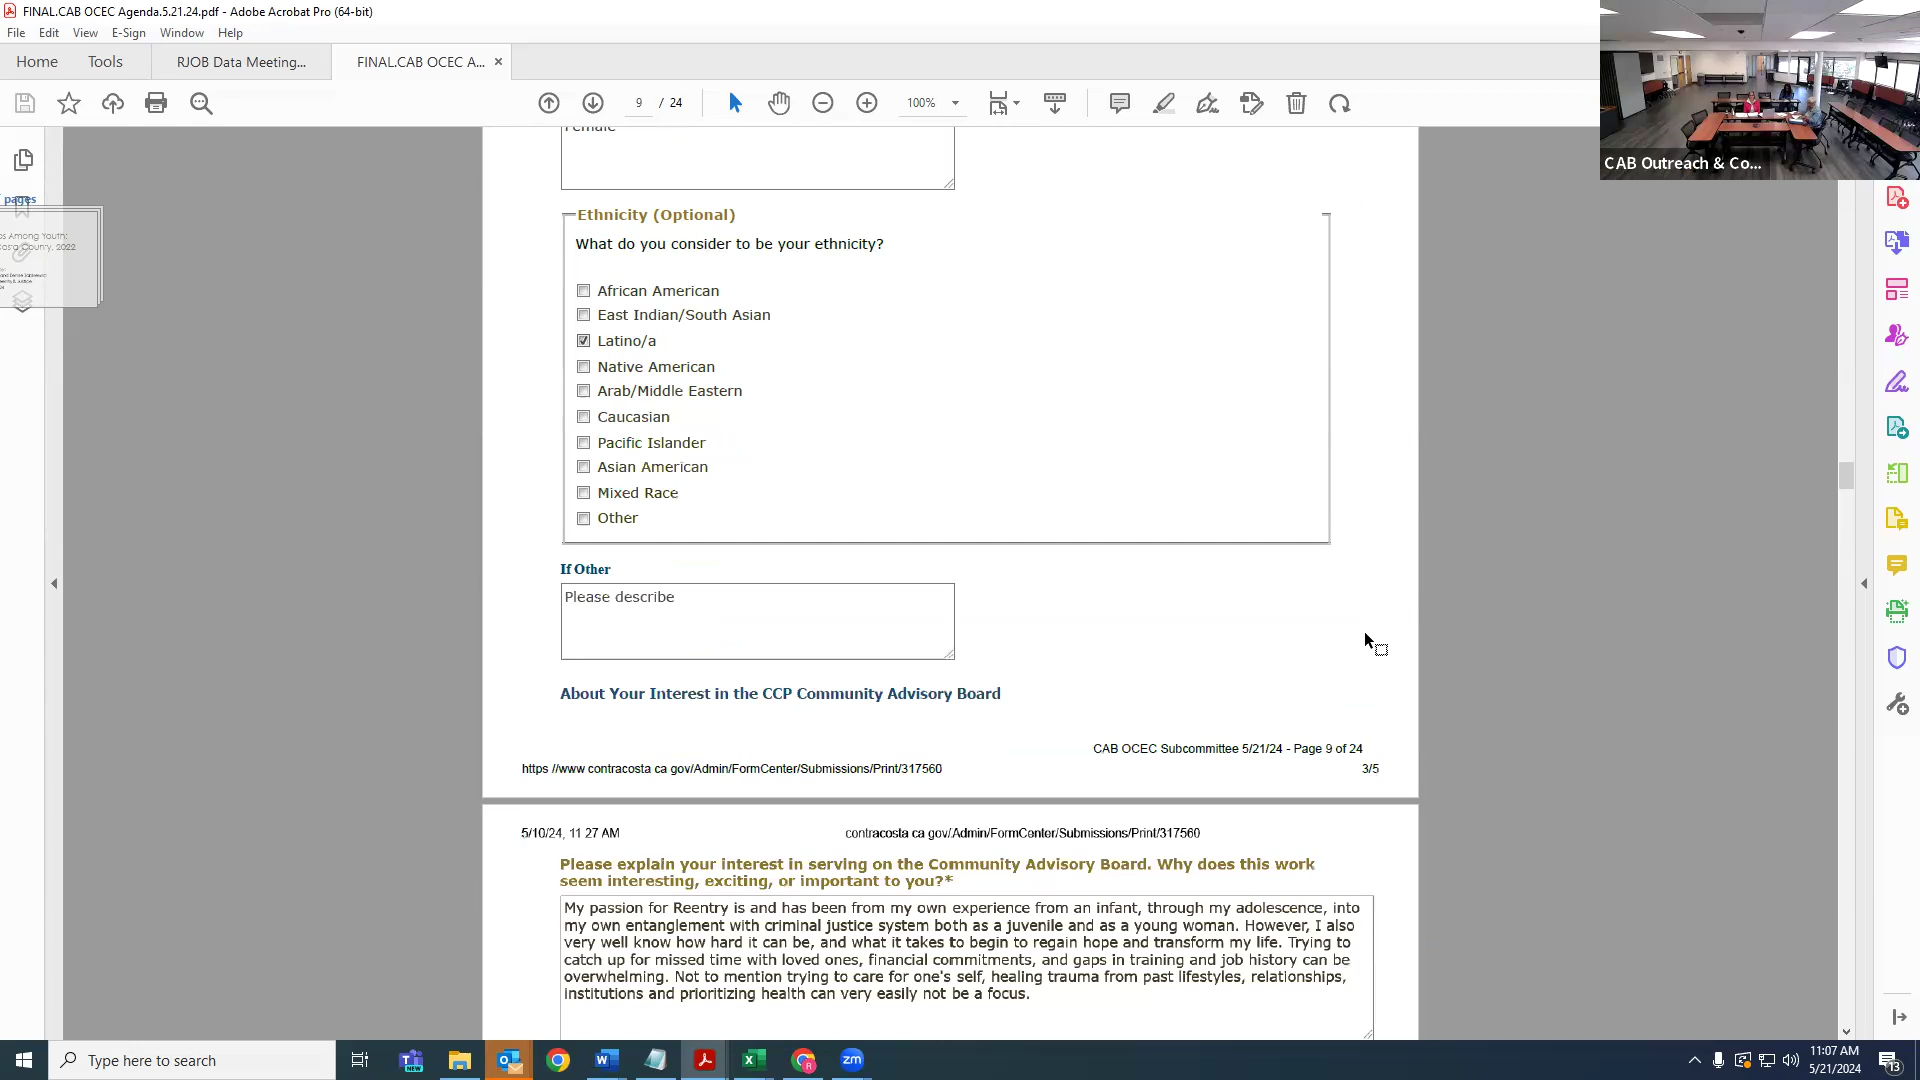 FINAL.CAB OCEC Agenda.5.21.24.pdf - Adobe Acrobat Pro (64-bit)
File Edit View E-Sign Window Help
Home Tools RJOB Data Meeting... FINAL.CAB OCEC A... ×
9 / 24 100%
CAB Outreach & Co...
pages
os Among Youth:
Costa County, 2022
Female
Ethnicity (Optional)
What do you consider to be your ethnicity?
African American
East Indian/South Asian
Latino/a
Native American
Arab/Middle Eastern
Caucasian
Pacific Islander
Asian American
Mixed Race
Other
If Other
Please describe
About Your Interest in the CCP Community Advisory Board
CAB OCEC Subcommittee 5/21/24 - Page 9 of 24
https //www contracosta ca gov/Admin/FormCenter/Submissions/Print/317560 3/5
5/10/24, 11 27 AM contracosta ca gov/Admin/FormCenter/Submissions/Print/317560
Please explain your interest in serving on the Community Advisory Board. Why does this work
seem interesting, exciting, or important to you?*
My passion for Reentry is and has been from my own experience from an infant, through my adolescence, into
my own entanglement with criminal justice system both as a juvenile and as a young woman. However, I also
very well know how hard it can be, and what it takes to begin to regain hope and transform my life. Trying to
catch up for missed time with loved ones, financial commitments, and gaps in training and job history can be
overwhelming. Not to mention trying to care for one's self, healing trauma from past lifestyles, relationships,
institutions and prioritizing health can very easily not be a focus.
Type here to search
11:07 AM
5/21/2024
13